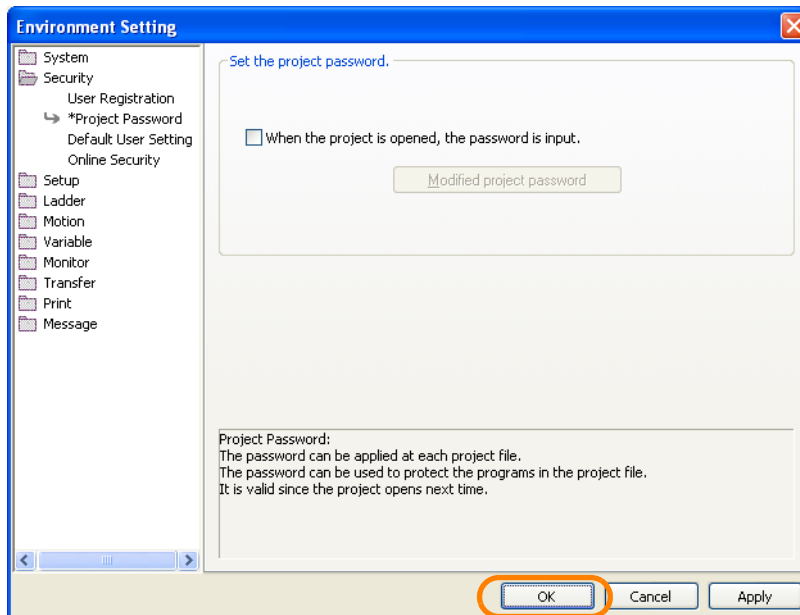 Environment Setting
System
Security
User Registration
*Project Password
Default User Setting
Online Security
Setup
Ladder
Motion
Variable
Monitor
Transfer
Print
Message
Set the project password.
When the project is opened, the password is input.
Modified project password
Project Password:
The password can be applied at each project file.
The password can be used to protect the programs in the project file.
It is valid since the project opens next time.
OK Cancel Apply